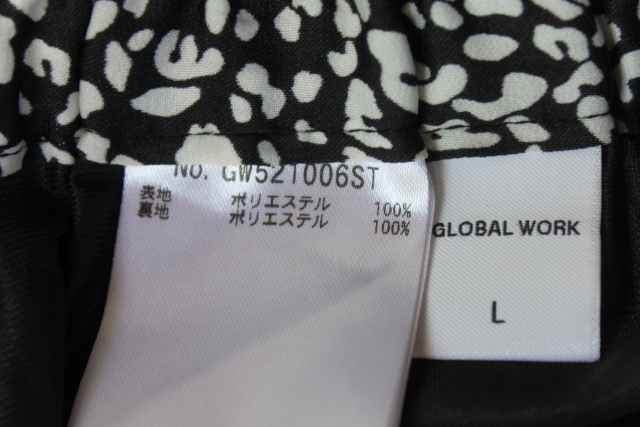 No. GW521006ST
表地 ポリエステル 100%
裏地 ポリエステル 100%
GLOBAL WORK
L